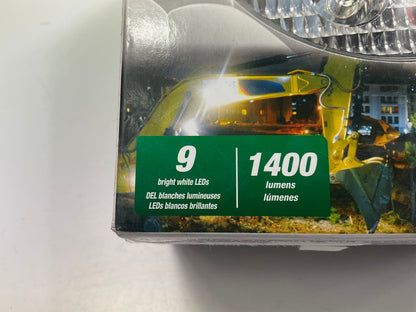 9
bright white LEDs
DEL blanches lumineuses
LEDs blancos brillantes
1400
lumens
lúmenes